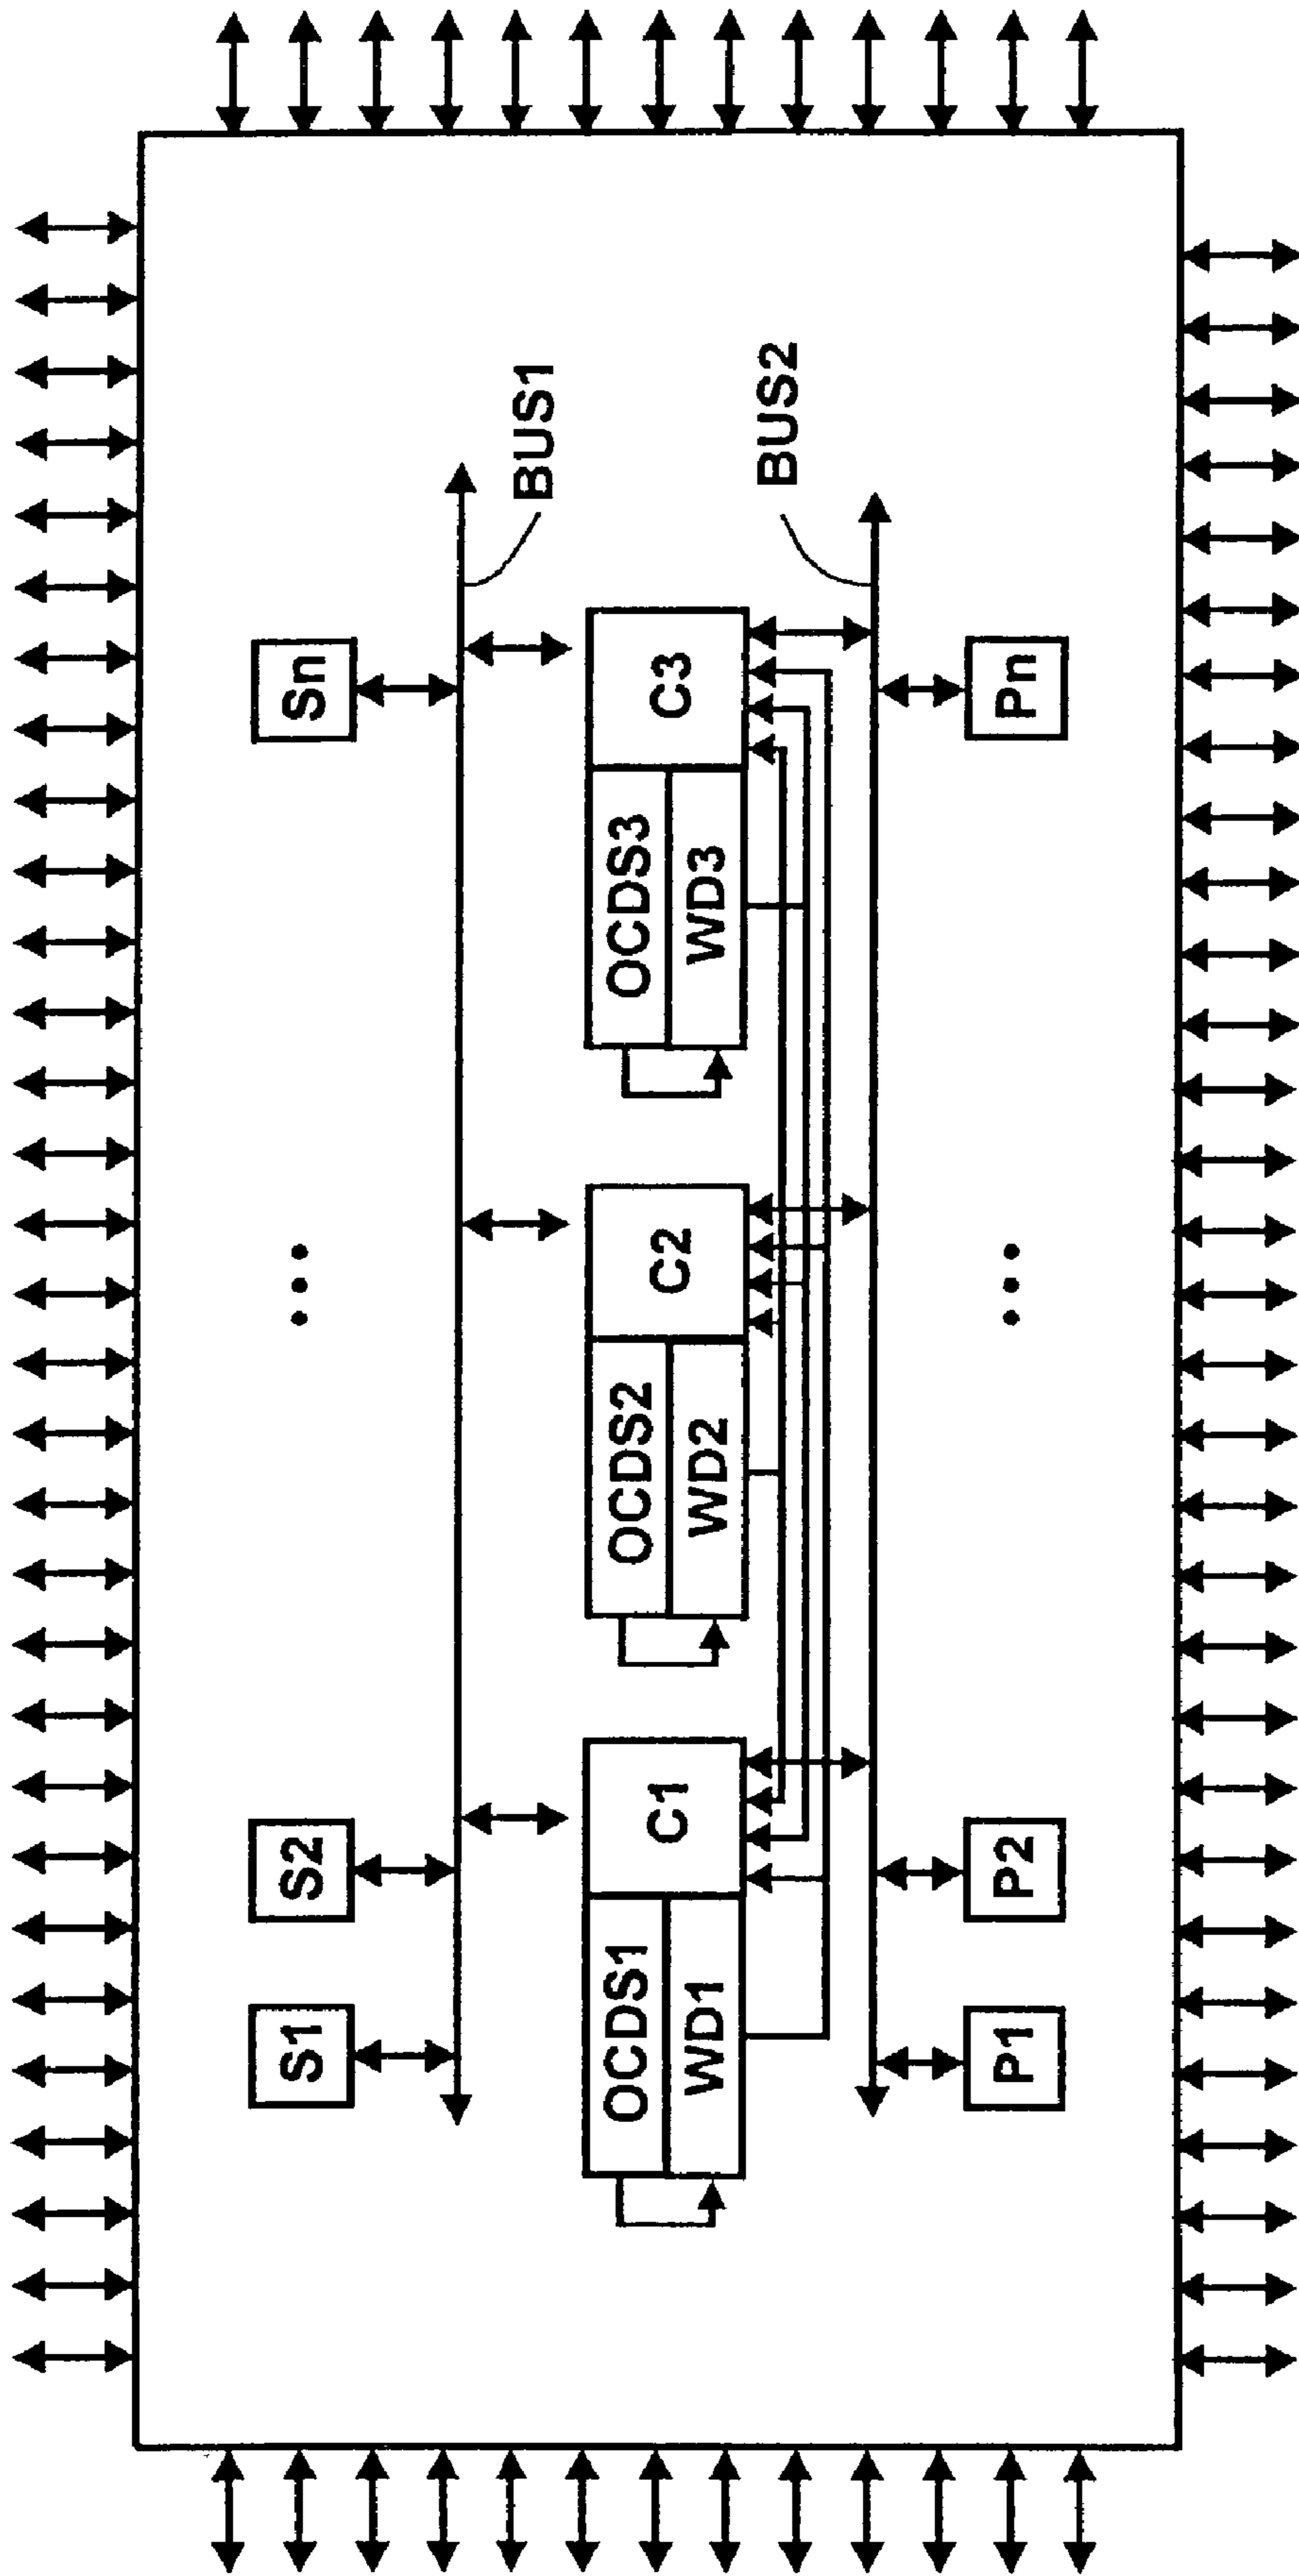 S1
S2
Sn
BUS1
OCDS1
WD1
C1
OCDS2
WD2
C2
OCDS3
WD3
C3
BUS2
P1
P2
Pn